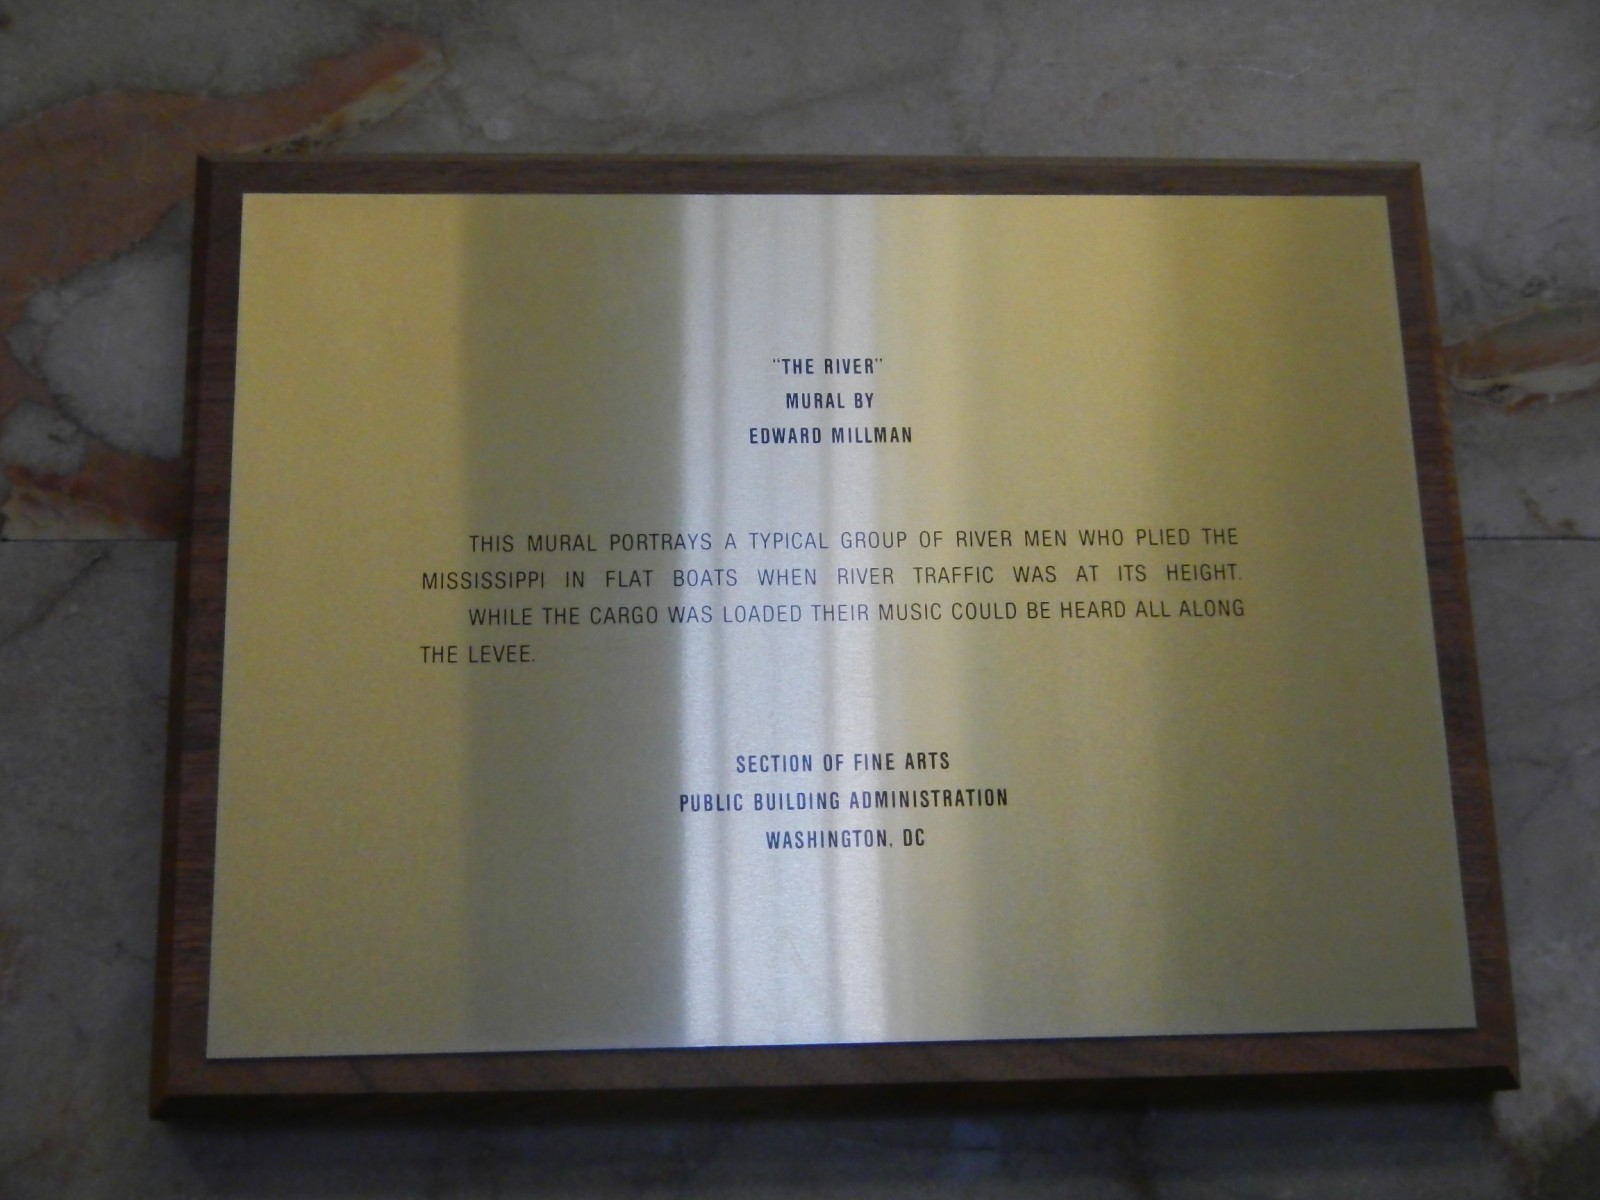 "THE RIVER"
MURAL BY
EDWARD MILLMAN
THIS MURAL PORTRAYS A TYPICAL GROUP OF RIVER MEN WHO PLIED THE
MISSISSIPPI IN FLAT BOATS WHEN RIVER TRAFFIC WAS AT ITS HEIGHT.
WHILE THE CARGO WAS LOADED THEIR MUSIC COULD BE HEARD ALL ALONG
THE LEVEE.
SECTION OF FINE ARTS
PUBLIC BUILDING ADMINISTRATION
WASHINGTON, DC